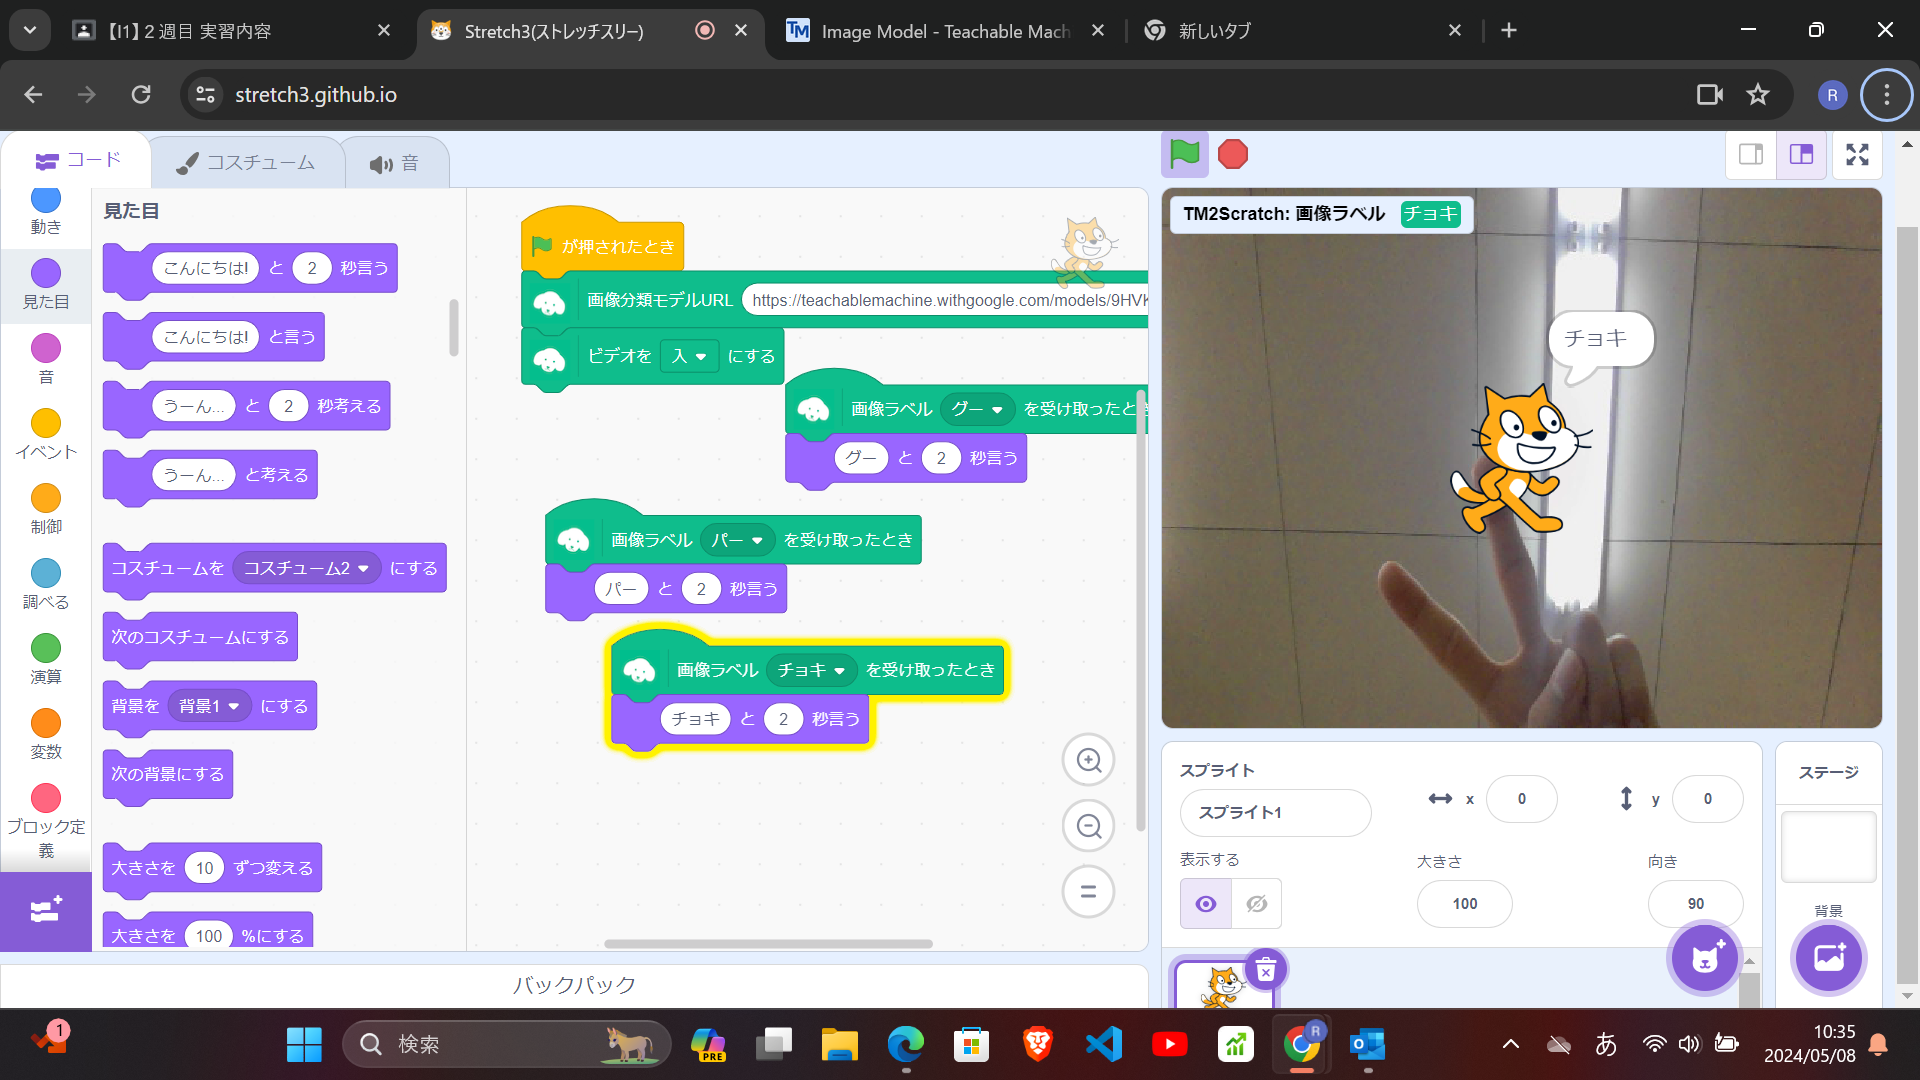 【I1】２週目 実習内容
Stretch3(ストレッチスリー)
Image Model - Teachable Mach
新しいタブ
stretch3.github.io
R
コード
コスチューム
音
動き
見た目
音
イベント
制御
調べる
演算
変数
ブロック定
義
見た目
こんにちは! と 2 秒言う
こんにちは! と言う
うーん... と 2 秒考える
うーん... と考える
コスチュームを コスチューム2 にする
次のコスチュームにする
背景を 背景1 にする
次の背景にする
大きさを 10 ずつ変える
大きさを 100 %にする
が押されたとき
画像分類モデルURL https://teachablemachine.withgoogle.com/models/9HVK
ビデオを 入 にする
画像ラベル グー を受け取ったとき
グー と 2 秒言う
画像ラベル パー を受け取ったとき
パー と 2 秒言う
画像ラベル チョキ を受け取ったとき
チョキ と 2 秒言う
バックパック
TM2Scratch: 画像ラベル チョキ
チョキ
スプライト
スプライト1
x 0
y 0
表示する
大きさ
向き
100
90
ステージ
背景
1
検索
PRE
R
あ
10:35
2024/05/08